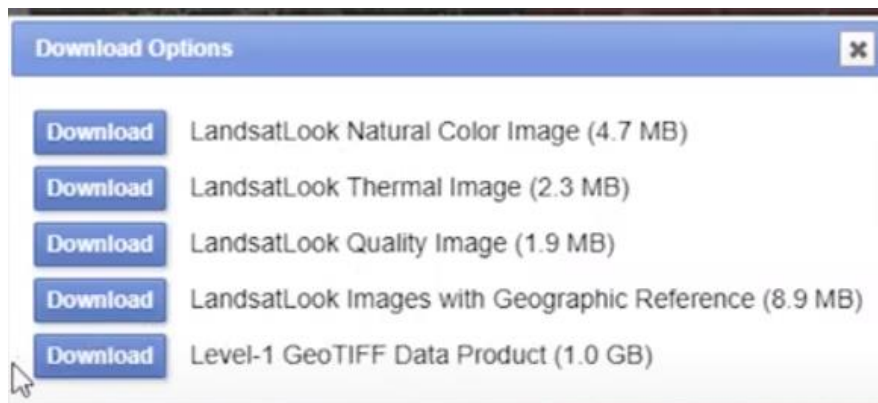 Download Options
Download LandsatLook Natural Color Image (4.7 MB)
Download LandsatLook Thermal Image (2.3 MB)
Download LandsatLook Quality Image (1.9 MB)
Download LandsatLook Images with Geographic Reference (8.9 MB)
Download Level-1 GeoTIFF Data Product (1.0 GB)